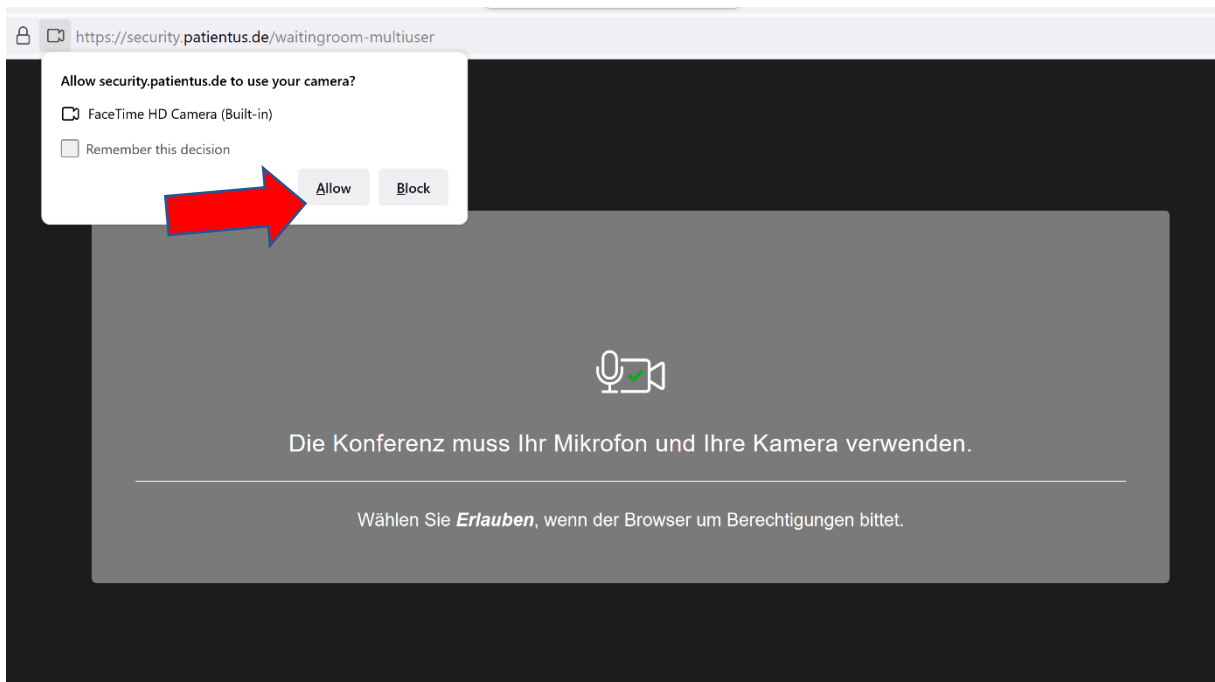 https://security.patientus.de/waitingroom-multiuser
Allow security.patientus.de to use your camera?
FaceTime HD Camera (Built-in)
Remember this decision
Allow Block
Die Konferenz muss Ihr Mikrofon und Ihre Kamera verwenden.
Wählen Sie Erlauben, wenn der Browser um Berechtigungen bittet.